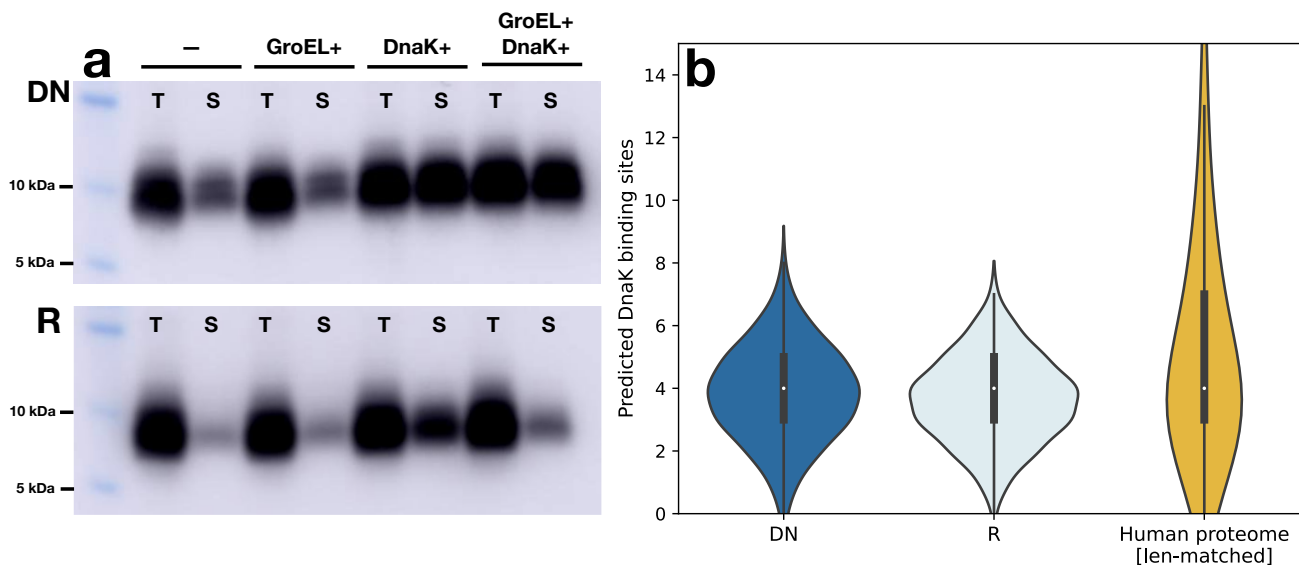 a
– GroEL+ DnaK+ GroEL+
DnaK+
DN
T S T S T S T S
10 kDa
5 kDa
R
T S T S T S T S
10 kDa
5 kDa
b
Predicted DnaK binding sites
14
12
10
8
6
4
2
0
DN R Human proteome
[len-matched]